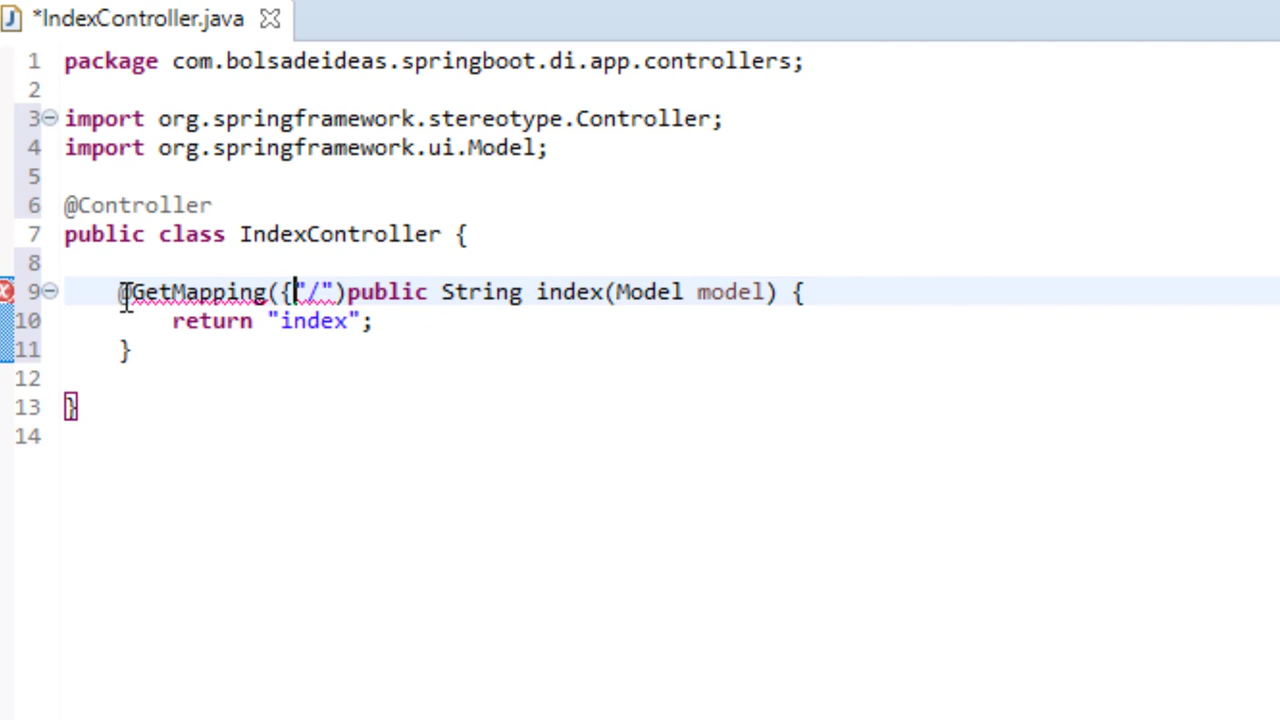 *IndexController.java
1 package com.bolsadeideas.springboot.di.app.controllers;
2
3 import org.springframework.stereotype.Controller;
4 import org.springframework.ui.Model;
5
6 @Controller
7 public class IndexController {
8
9 @GetMapping({"/")public String index(Model model) {
10 return "index";
11 }
12
13 }
14